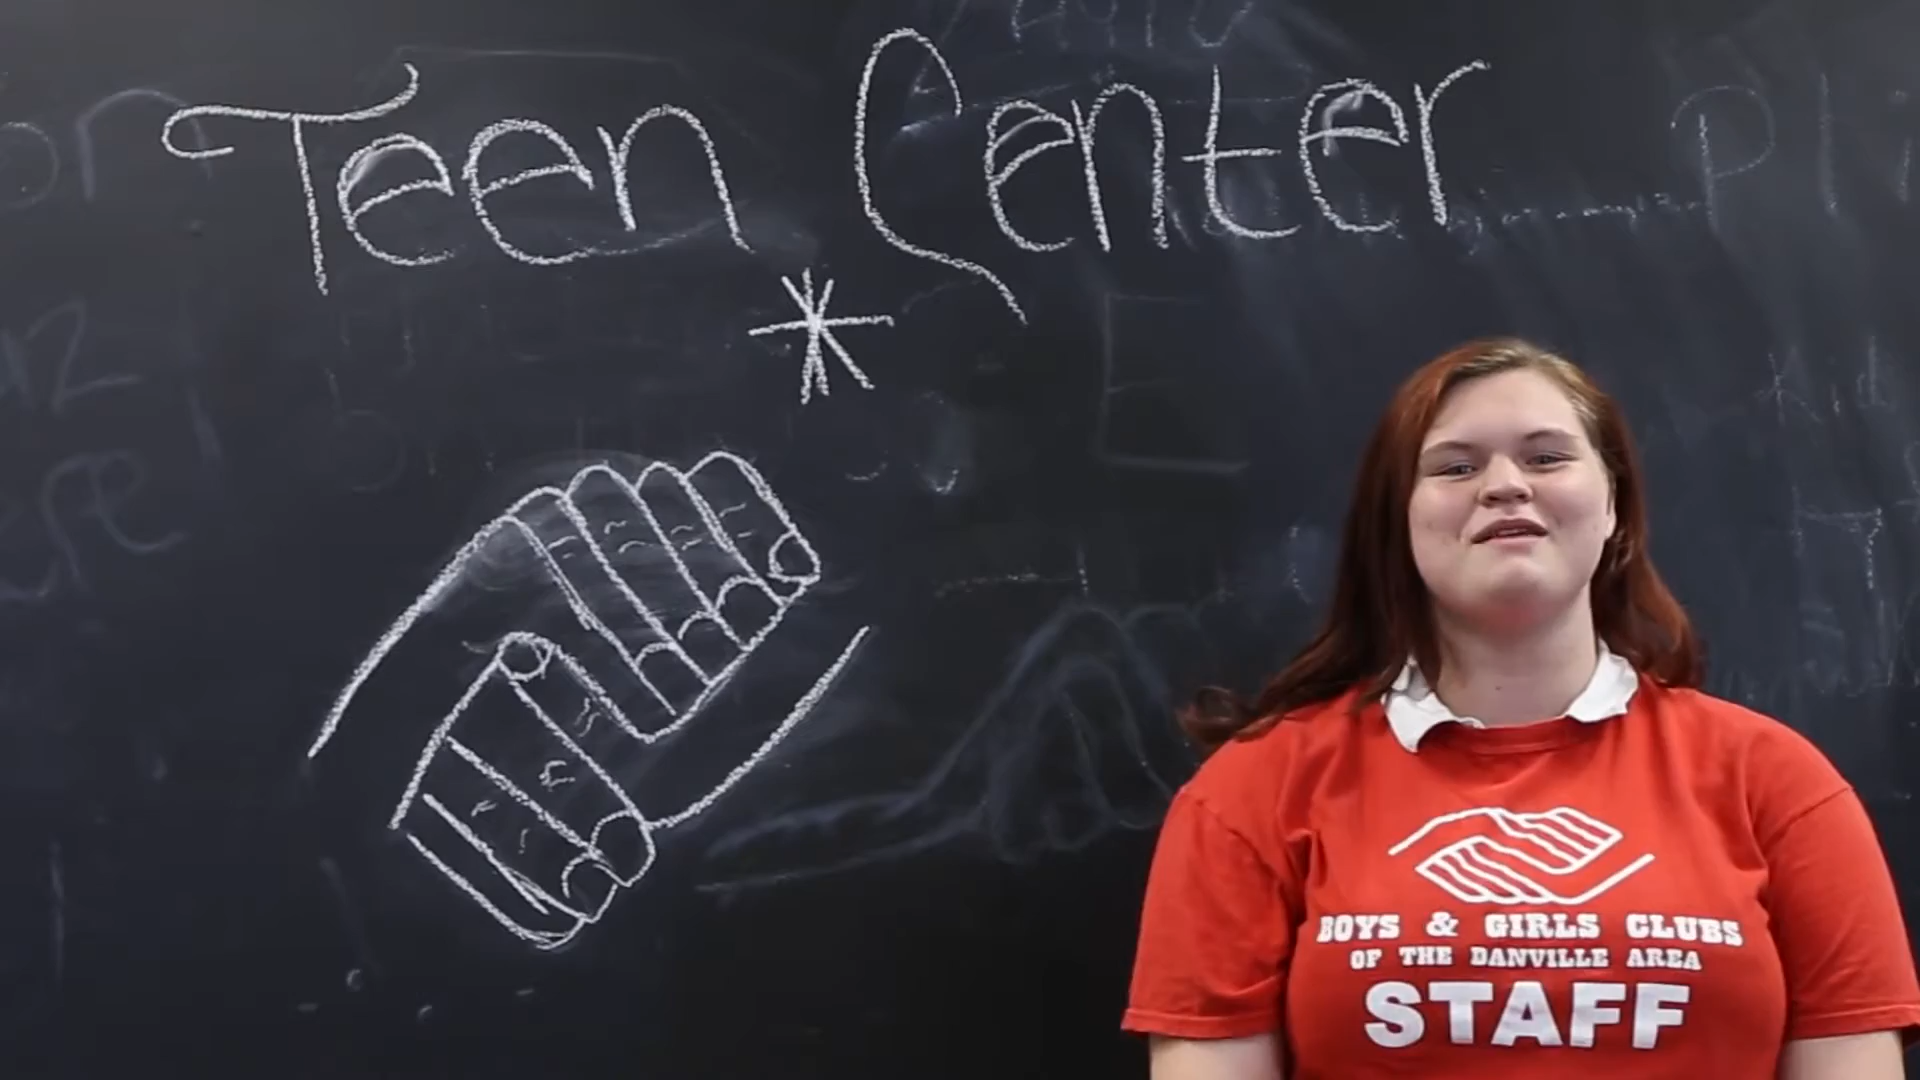 Teen Center
BOYS & GIRLS CLUBS
OF THE DANVILLE AREA
STAFF